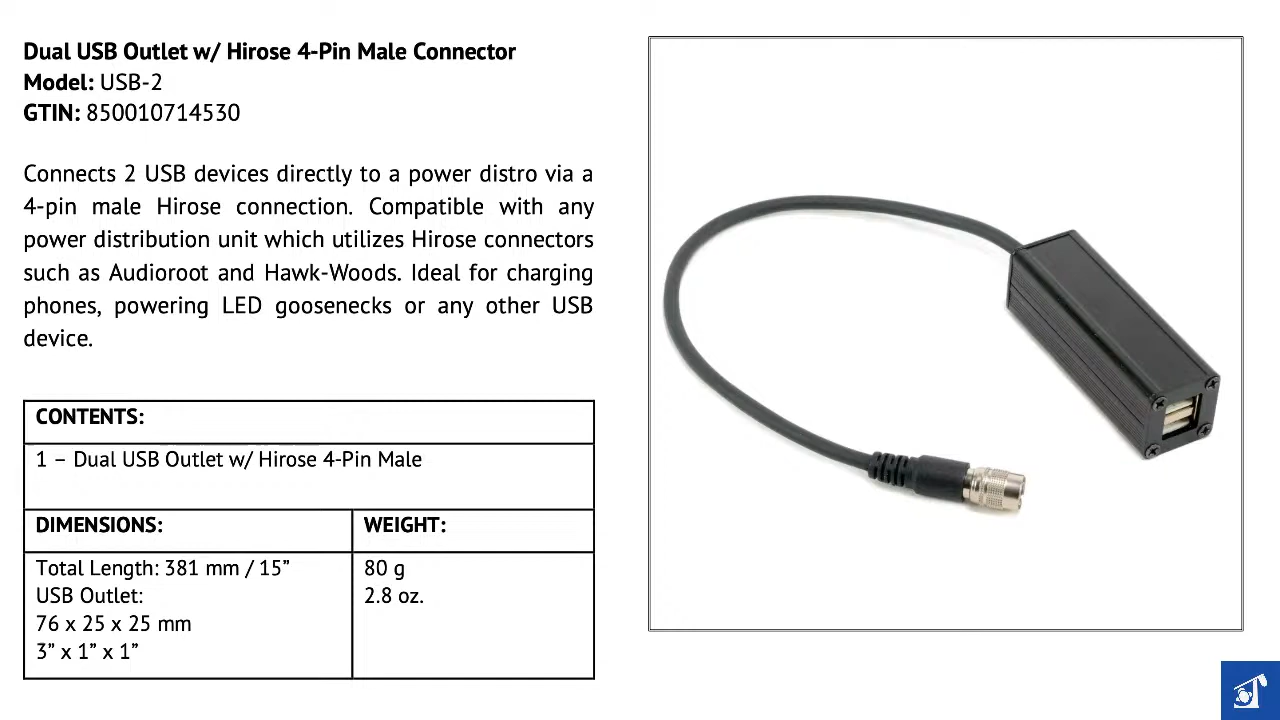 Dual USB Outlet w/ Hirose 4-Pin Male Connector
Model: USB-2
GTIN: 850010714530
Connects 2 USB devices directly to a power distro via a
4-pin male Hirose connection. Compatible with any
power distribution unit which utilizes Hirose connectors
such as Audioroot and Hawk-Woods. Ideal for charging
phones, powering LED goosenecks or any other USB
device.
CONTENTS:
1 – Dual USB Outlet w/ Hirose 4-Pin Male
DIMENSIONS:
WEIGHT:
Total Length: 381 mm / 15”
80 g
USB Outlet:
2.8 oz.
76 x 25 x 25 mm
3” x 1” x 1”